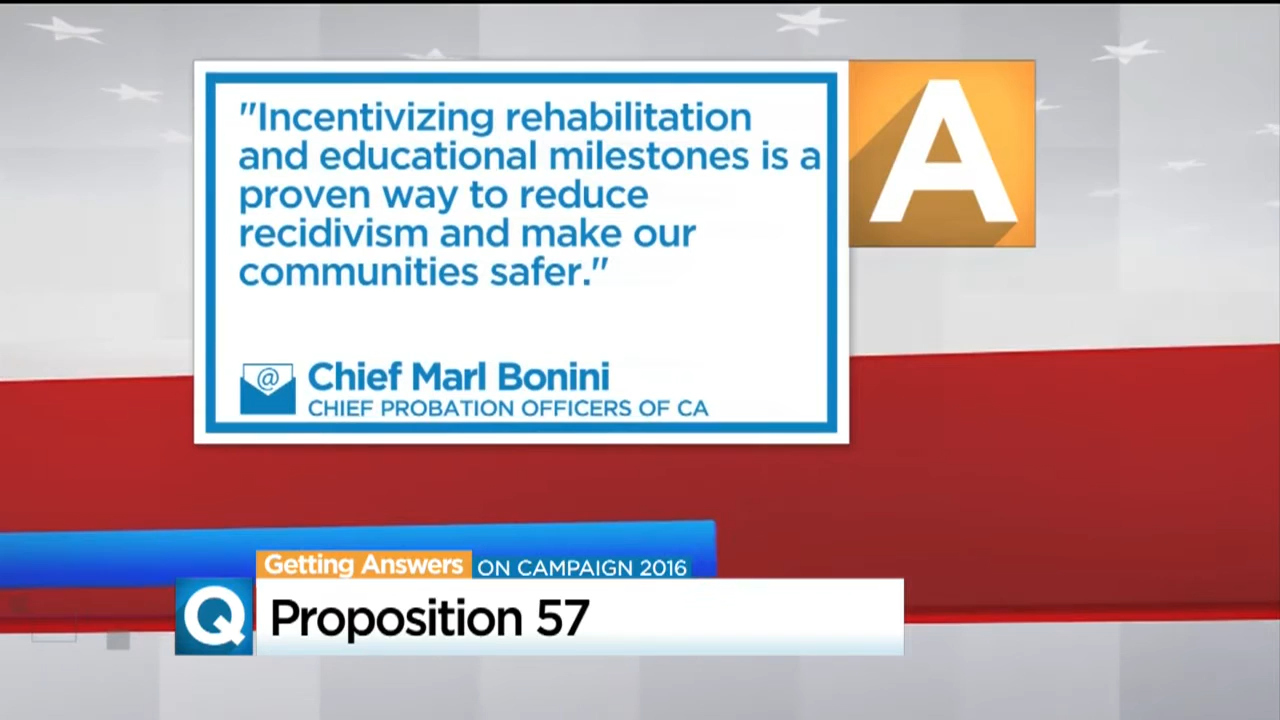 "Incentivizing rehabilitation
and educational milestones is a
proven way to reduce
recidivism and make our
communities safer."
@ Chief Marl Bonini
CHIEF PROBATION OFFICERS OF CA
A
Getting Answers ON CAMPAIGN 2016
Q Proposition 57